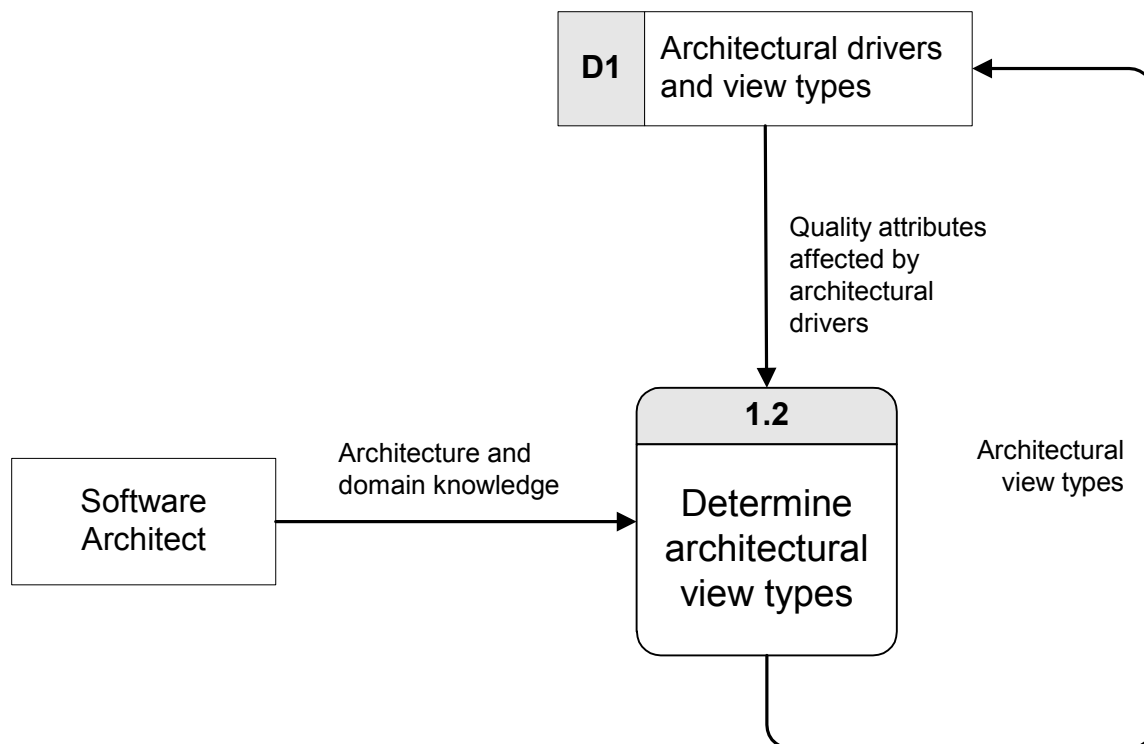 D1
Architectural drivers
and view types
Quality attributes
affected by
architectural
drivers
1.2
Determine
architectural
view types
Architecture and
domain knowledge
Software
Architect
Architectural
view types